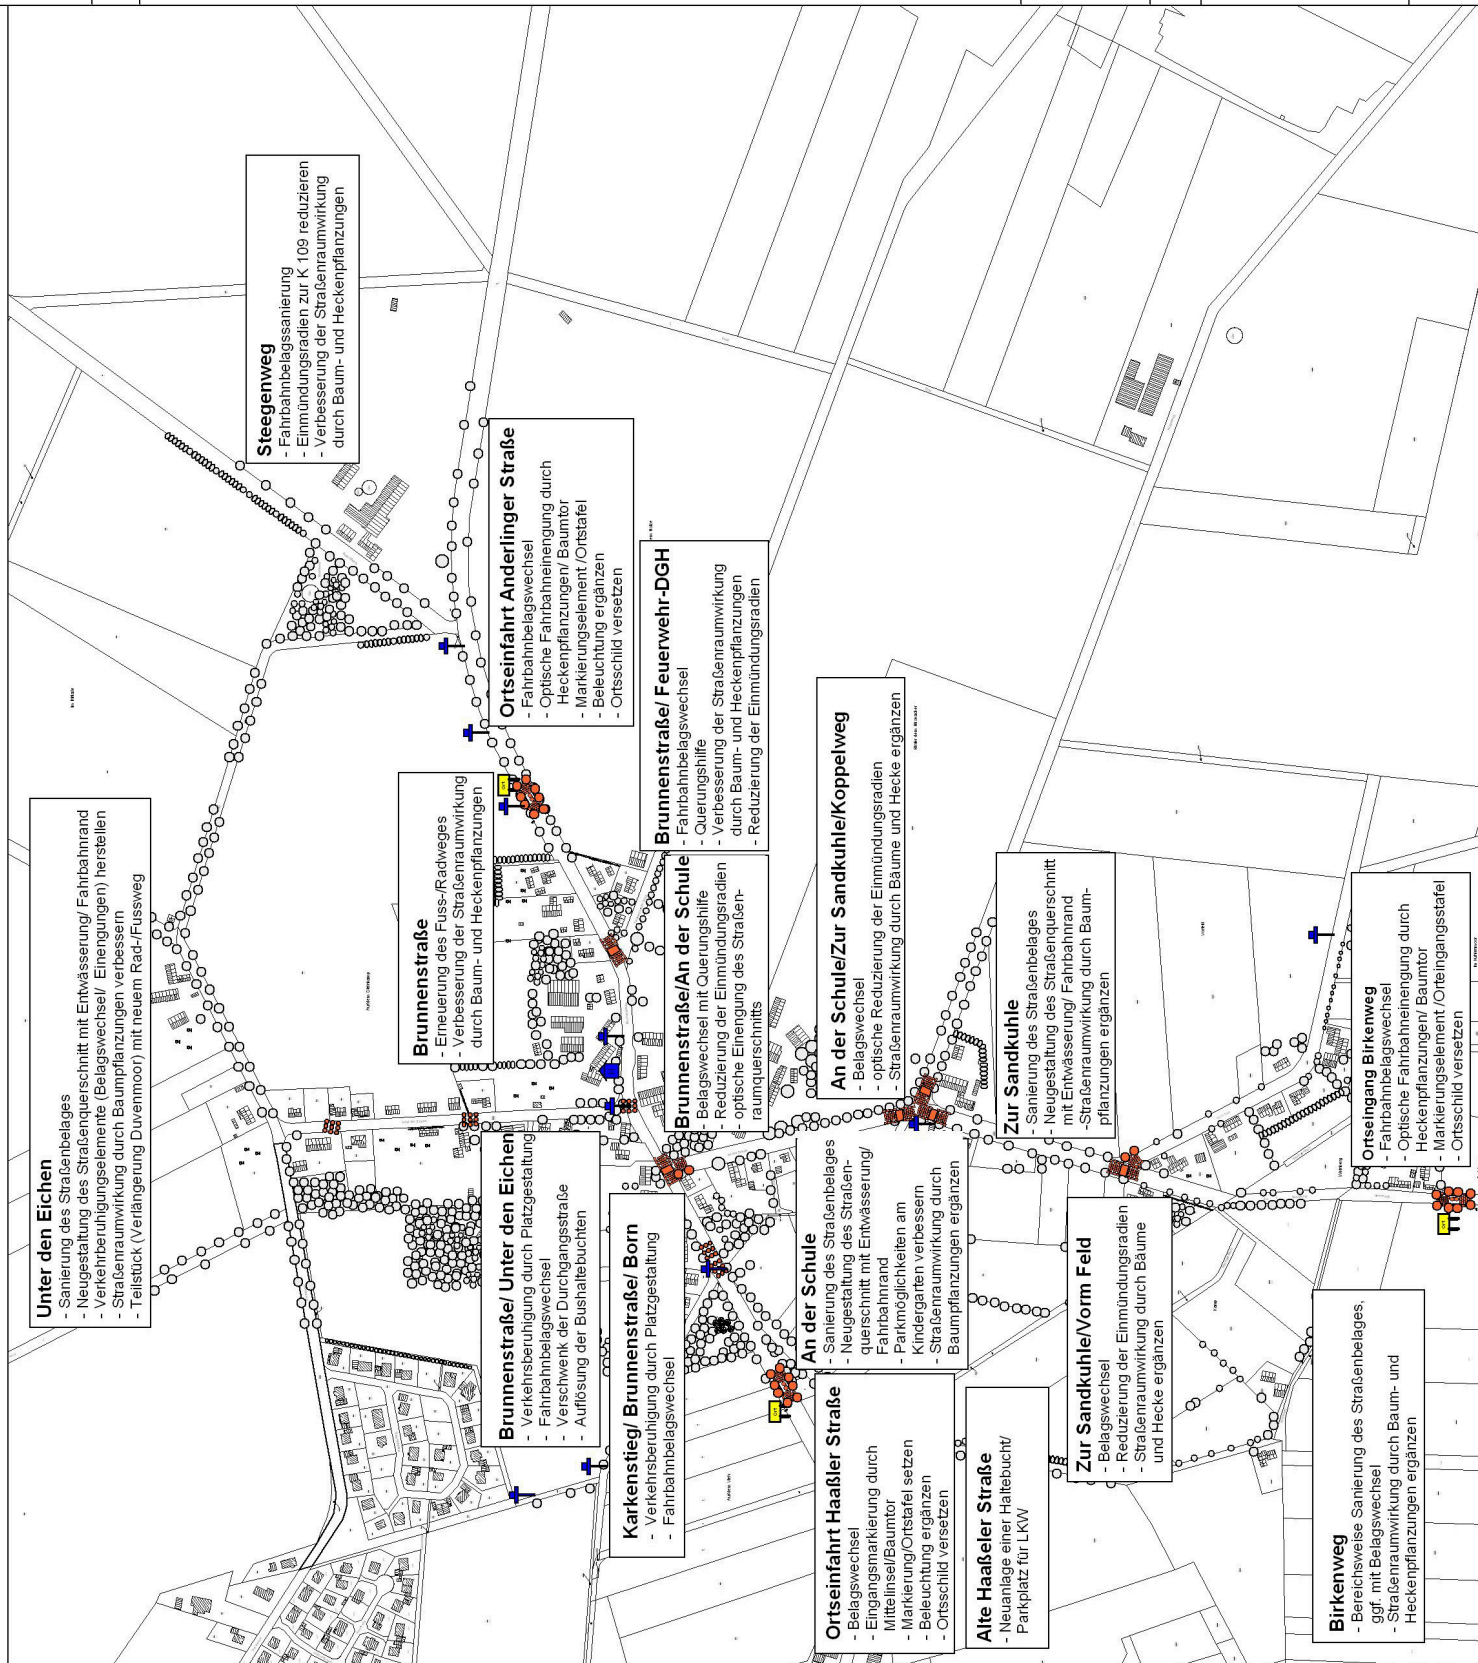 Unter den Eichen
- Sanierung des Straßenbelages
- Neugestaltung des Straßenquerschnitt mit Entwässerung/ Fahrbahnrand
- Verkehrberuhigungselemente (Belagswechsel/ Einengungen) herstellen
- Straßenraumwirkung durch Baumpflanzungen verbessern
- Teilstück (Verlängerung Duvenmoor) mit neuem Rad-/Fussweg
Steegenweg
- Fahrbahnbelagssanierung
- Einmündungsradien zur K 109 reduzieren
- Verbesserung der Straßenraumwirkung
durch Baum- und Heckenpflanzungen
Brunnenstraße
- Erneuerung des Fuss-/Radweges
- Verbesserung der Straßenraumwirkung
durch Baum- und Heckenpflanzungen
Ortseinfahrt Anderlinger Straße
- Fahrbahnbelagswechsel
- Optische Fahrbahneinengung durch
Heckenpflanzungen/ Baumtor
- Markierungselement /Ortstafel
- Beleuchtung ergänzen
- Ortsschild versetzen
Brunnenstraße/ Unter den Eichen
- Verkehrsberuhigung durch Platzgestaltung
- Fahrbahnbelagswechsel
- Verschwenk der Durchgangsstraße
- Auflösung der Bushaltebuchten
Karkenstieg/ Brunnenstraße/ Born
- Verkehrsberuhigung durch Platzgestaltung
- Fahrbahnbelagswechsel
Brunnenstraße/An der Schule
- Belagswechsel mit Querungshilfe
- Reduzierung der Einmündungsradien
- optische Einengung des Straßen-
raumquerschnitts
Brunnenstraße/ Feuerwehr-DGH
- Fahrbahnbelagswechsel
- Querungshilfe
- Verbesserung der Straßenraumwirkung
durch Baum- und Heckenpflanzungen
- Reduzierung der Einmündungsradien
An der Schule
- Sanierung des Straßenbelages
- Neugestaltung des Straßen-
querschnitt mit Entwässerung/
Fahrbahnrand
- Parkmöglichkeiten am
Kindergarten verbessern
- Straßenraumwirkung durch
Baumpflanzungen ergänzen
An der Schule/Zur Sandkuhle/Koppelweg
- Belagswechsel
- optische Reduzierung der Einmündungsradien
- Straßenraumwirkung durch Bäume und Hecke ergänzen
Ortseinfahrt Haaßler Straße
- Belagswechsel
- Eingangsmarkierung durch
Mittelinsel/Baumtor
- Markierung/Ortstafel setzen
- Beleuchtung ergänzen
- Ortsschild versetzen
Alte Haaßeler Straße
- Neuanlage einer Haltebucht/
Parkplatz für LKW
Zur Sandkuhle
- Sanierung des Straßenbelages
- Neugestaltung des Straßenquerschnitt
mit Entwässerung/ Fahrbahnrand
-Straßenraumwirkung durch Baum-
pflanzungen ergänzen
Zur Sandkuhle/Vorm Feld
- Belagswechsel
- Reduzierung der Einmündungsradien
- Straßenraumwirkung durch Bäume
und Hecke ergänzen
Birkenweg
- Bereichsweise Sanierung des Straßenbelages,
ggf. mit Belagswechsel
- Straßenraumwirkung durch Baum- und
Heckenpflanzungen ergänzen
Ortseingang Birkenweg
- Fahrbahnbelagswechsel
- Optische Fahrbahneinengung durch
Heckenpflanzungen/ Baumtor
- Markierungselement /Orteingangsstafel
- Ortsschild versetzen